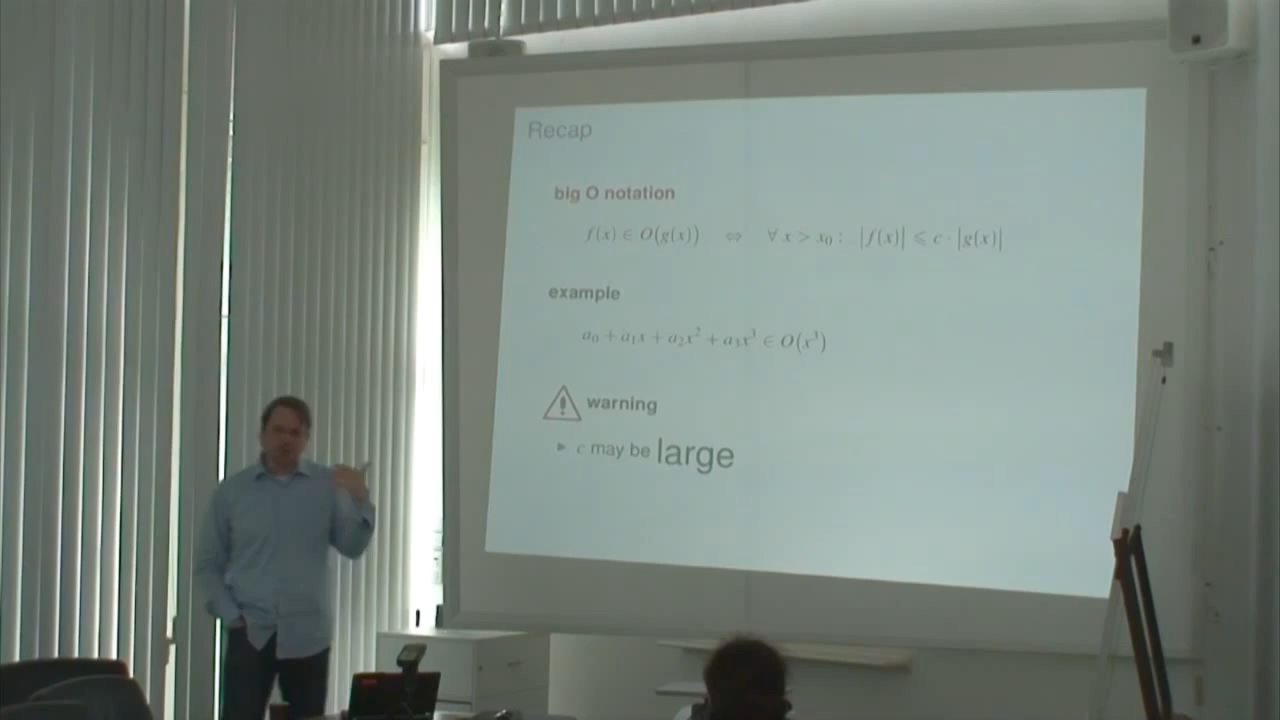 Recap
big O notation
f(x) ∈ O(g(x)) ⇔ ∀ x > x₀ : |f(x)| ⩽ c · |g(x)|
example
a₀ + a₁x + a₂x² + a₃x³ ∈ O(x³)
warning
► c may be large